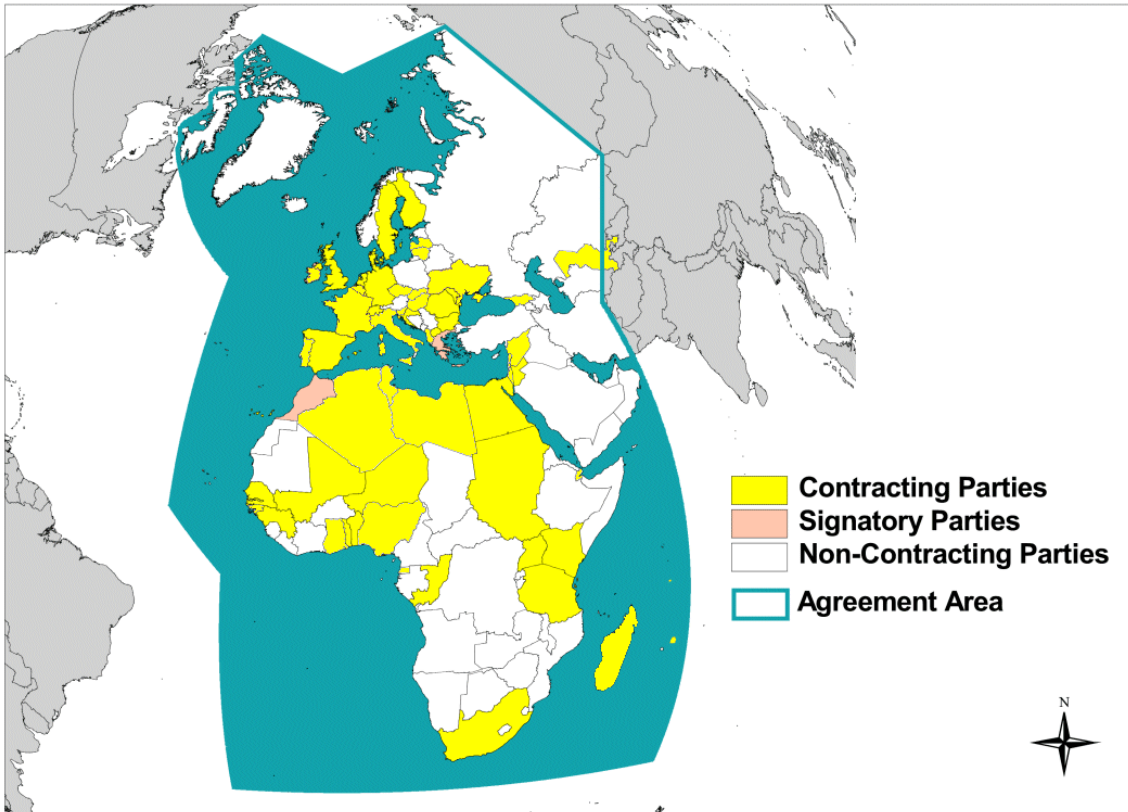 Contracting Parties
Signatory Parties
Non-Contracting Parties
Agreement Area
N